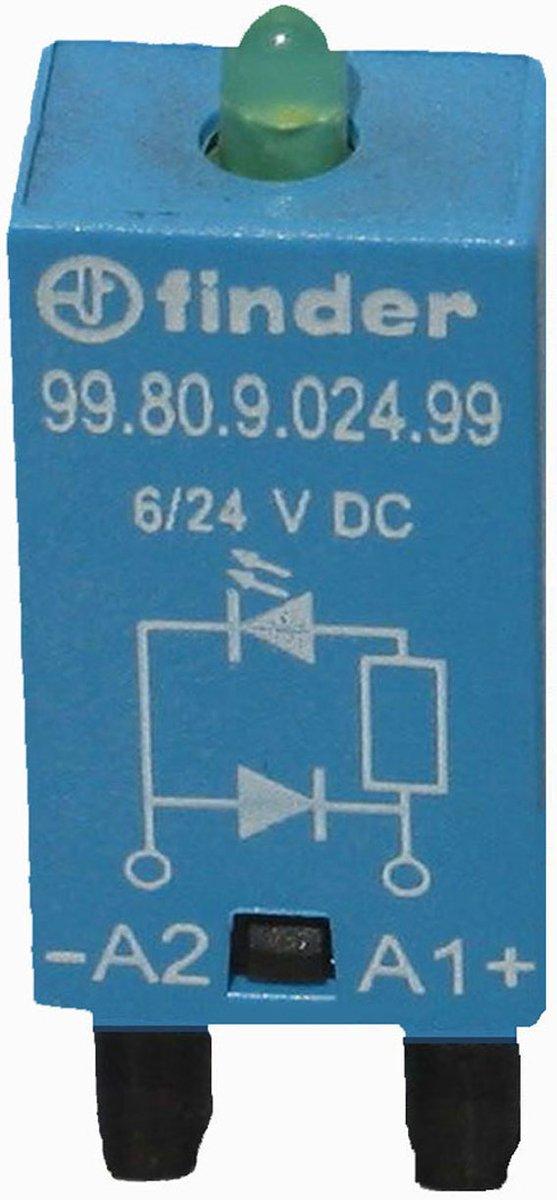 finder
99.80.9.024.99
6/24 V DC
-A2 A1+